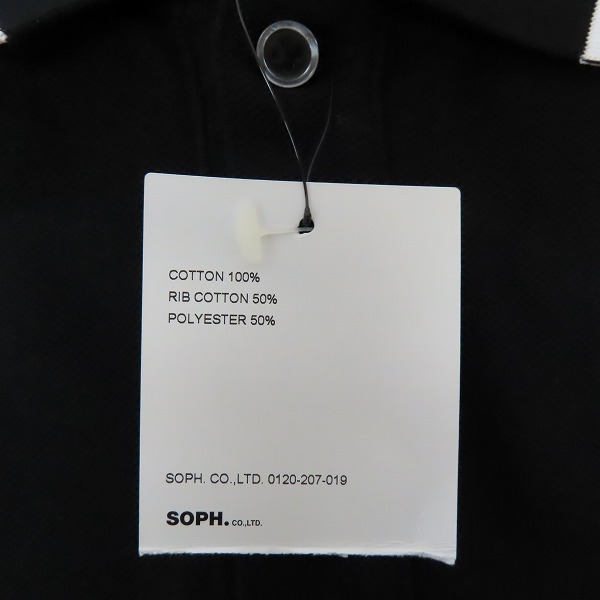 COTTON 100%
RIB COTTON 50%
POLYESTER 50%
SOPH. CO.,LTD. 0120-207-019
SOPH. CO.,LTD.